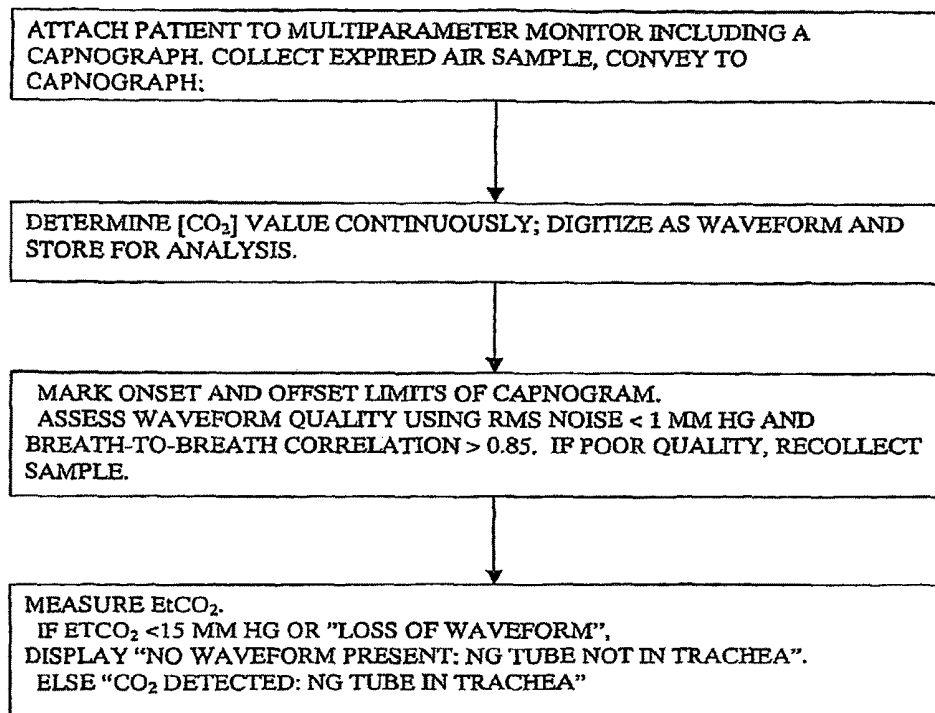 ATTACH PATIENT TO MULTIPARAMETER MONITOR INCLUDING A
CAPNOGRAPH. COLLECT EXPIRED AIR SAMPLE, CONVEY TO
CAPNOGRAPH;
DETERMINE [CO₂] VALUE CONTINUOUSLY; DIGITIZE AS WAVEFORM AND
STORE FOR ANALYSIS.
MARK ONSET AND OFFSET LIMITS OF CAPNOGRAM.
ASSESS WAVEFORM QUALITY USING RMS NOISE < 1 MM HG AND
BREATH-TO-BREATH CORRELATION > 0.85. IF POOR QUALITY, RECOLLECT
SAMPLE.
MEASURE EtCO₂.
IF ETCO₂ <15 MM HG OR "LOSS OF WAVEFORM",
DISPLAY "NO WAVEFORM PRESENT: NG TUBE NOT IN TRACHEA".
ELSE "CO₂ DETECTED: NG TUBE IN TRACHEA"